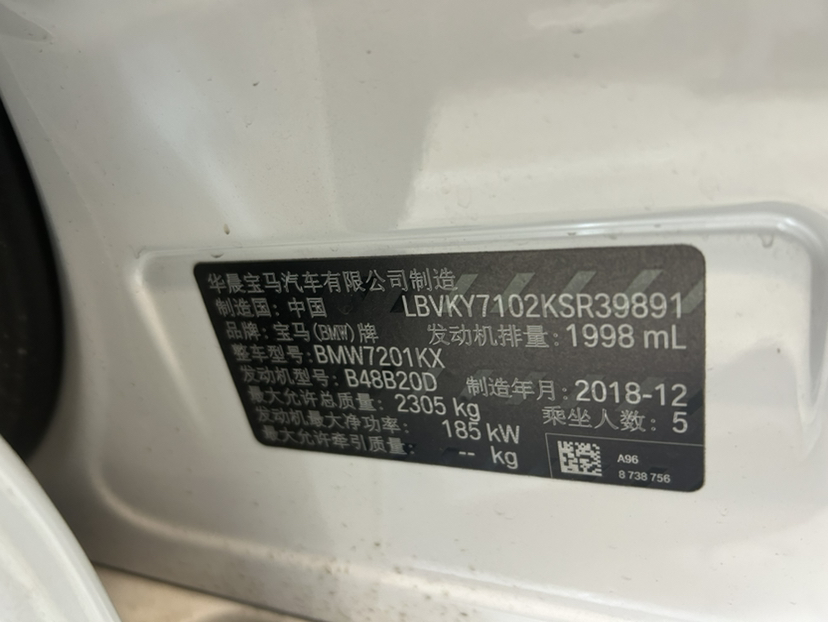 华晨宝马汽车有限公司制造
制造国: 中国 LBVKY7102KSR39891
品牌: 宝马(BMW)牌 发动机排量: 1998 mL
整车型号: BMW7201KX
发动机型号: B48B20D 制造年月: 2018-12
最大允许总质量: 2305 kg 乘坐人数: 5
发动机最大净功率: 185 kW
最大允许牵引质量: -- kg
A96
8 738 756